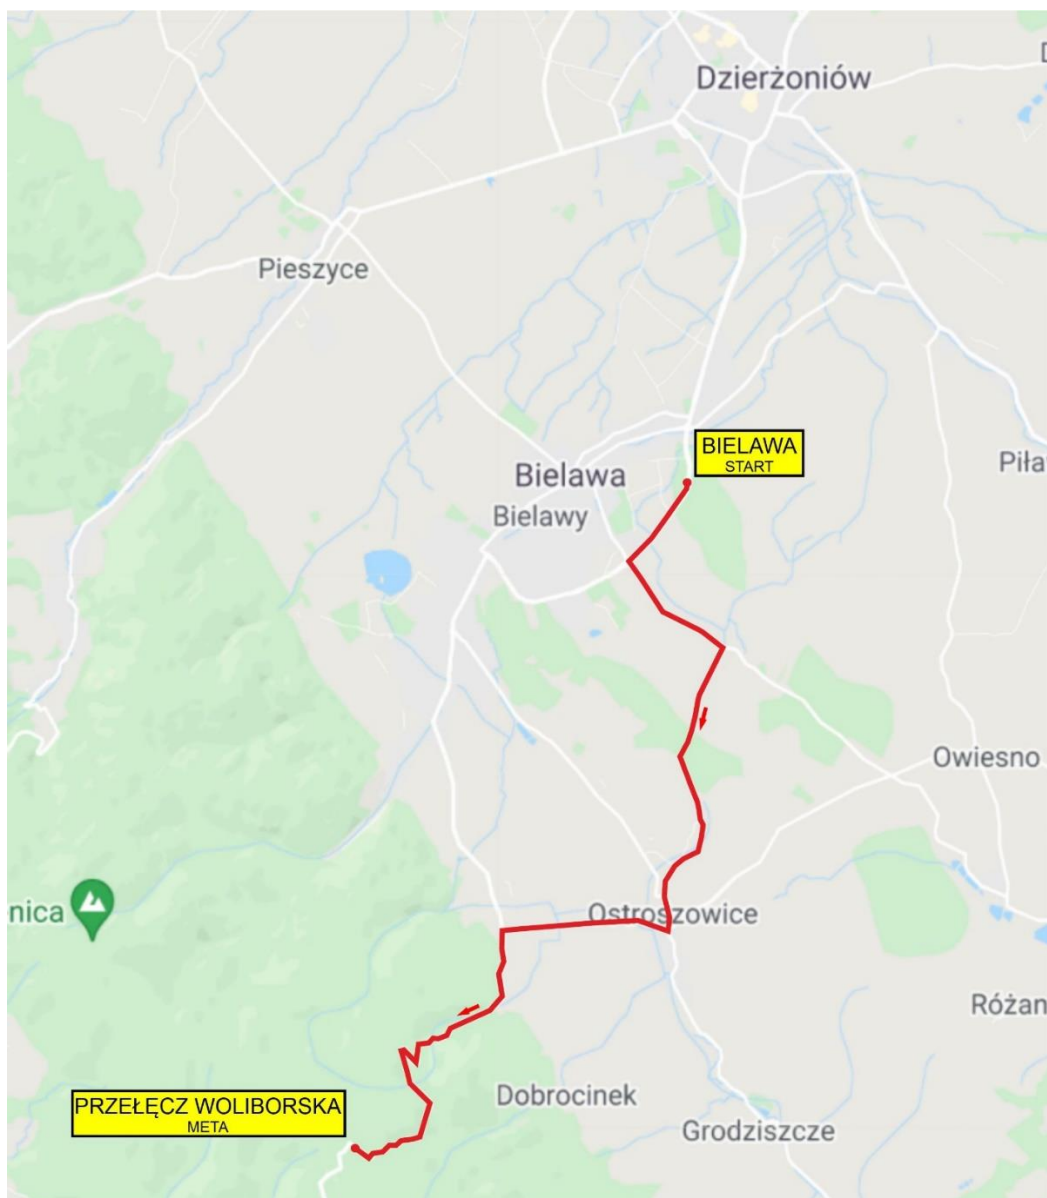 Dzierżoniów
D
Pieszyce
BIELAWA
START
Bielawa
Piła
Bielawy
Owiesno
nica
Ostroszowice
Różan
PRZEŁĘCZ WOLIBORSKA
META
Dobrocinek
Grodziszcze